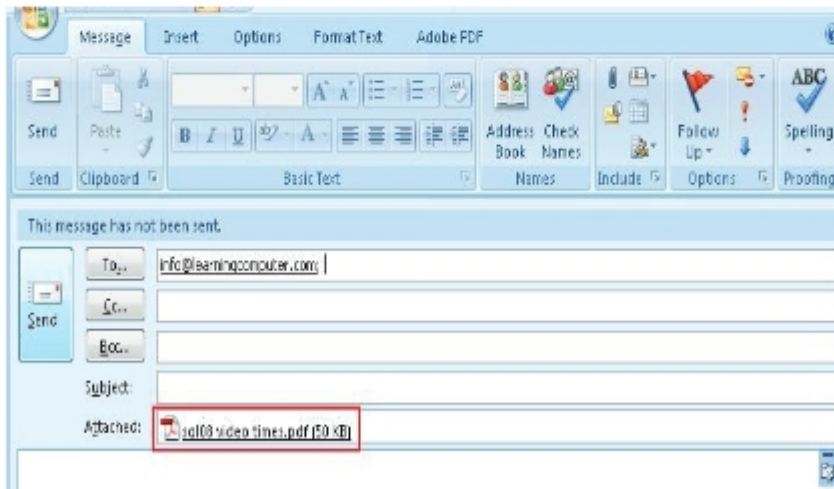 Message Insert Options Format Text Adobe PDF
Send Paste B I U A Address Book Check Names Follow Up ABC Spelling
Send Clipboard Basic Text Names Include Options Proofing
This message has not been sent.
To... info@learningcomputer.com;
Cc...
Send
Bcc...
Subject:
Attached: sql08 video times.pdf (50 KB)